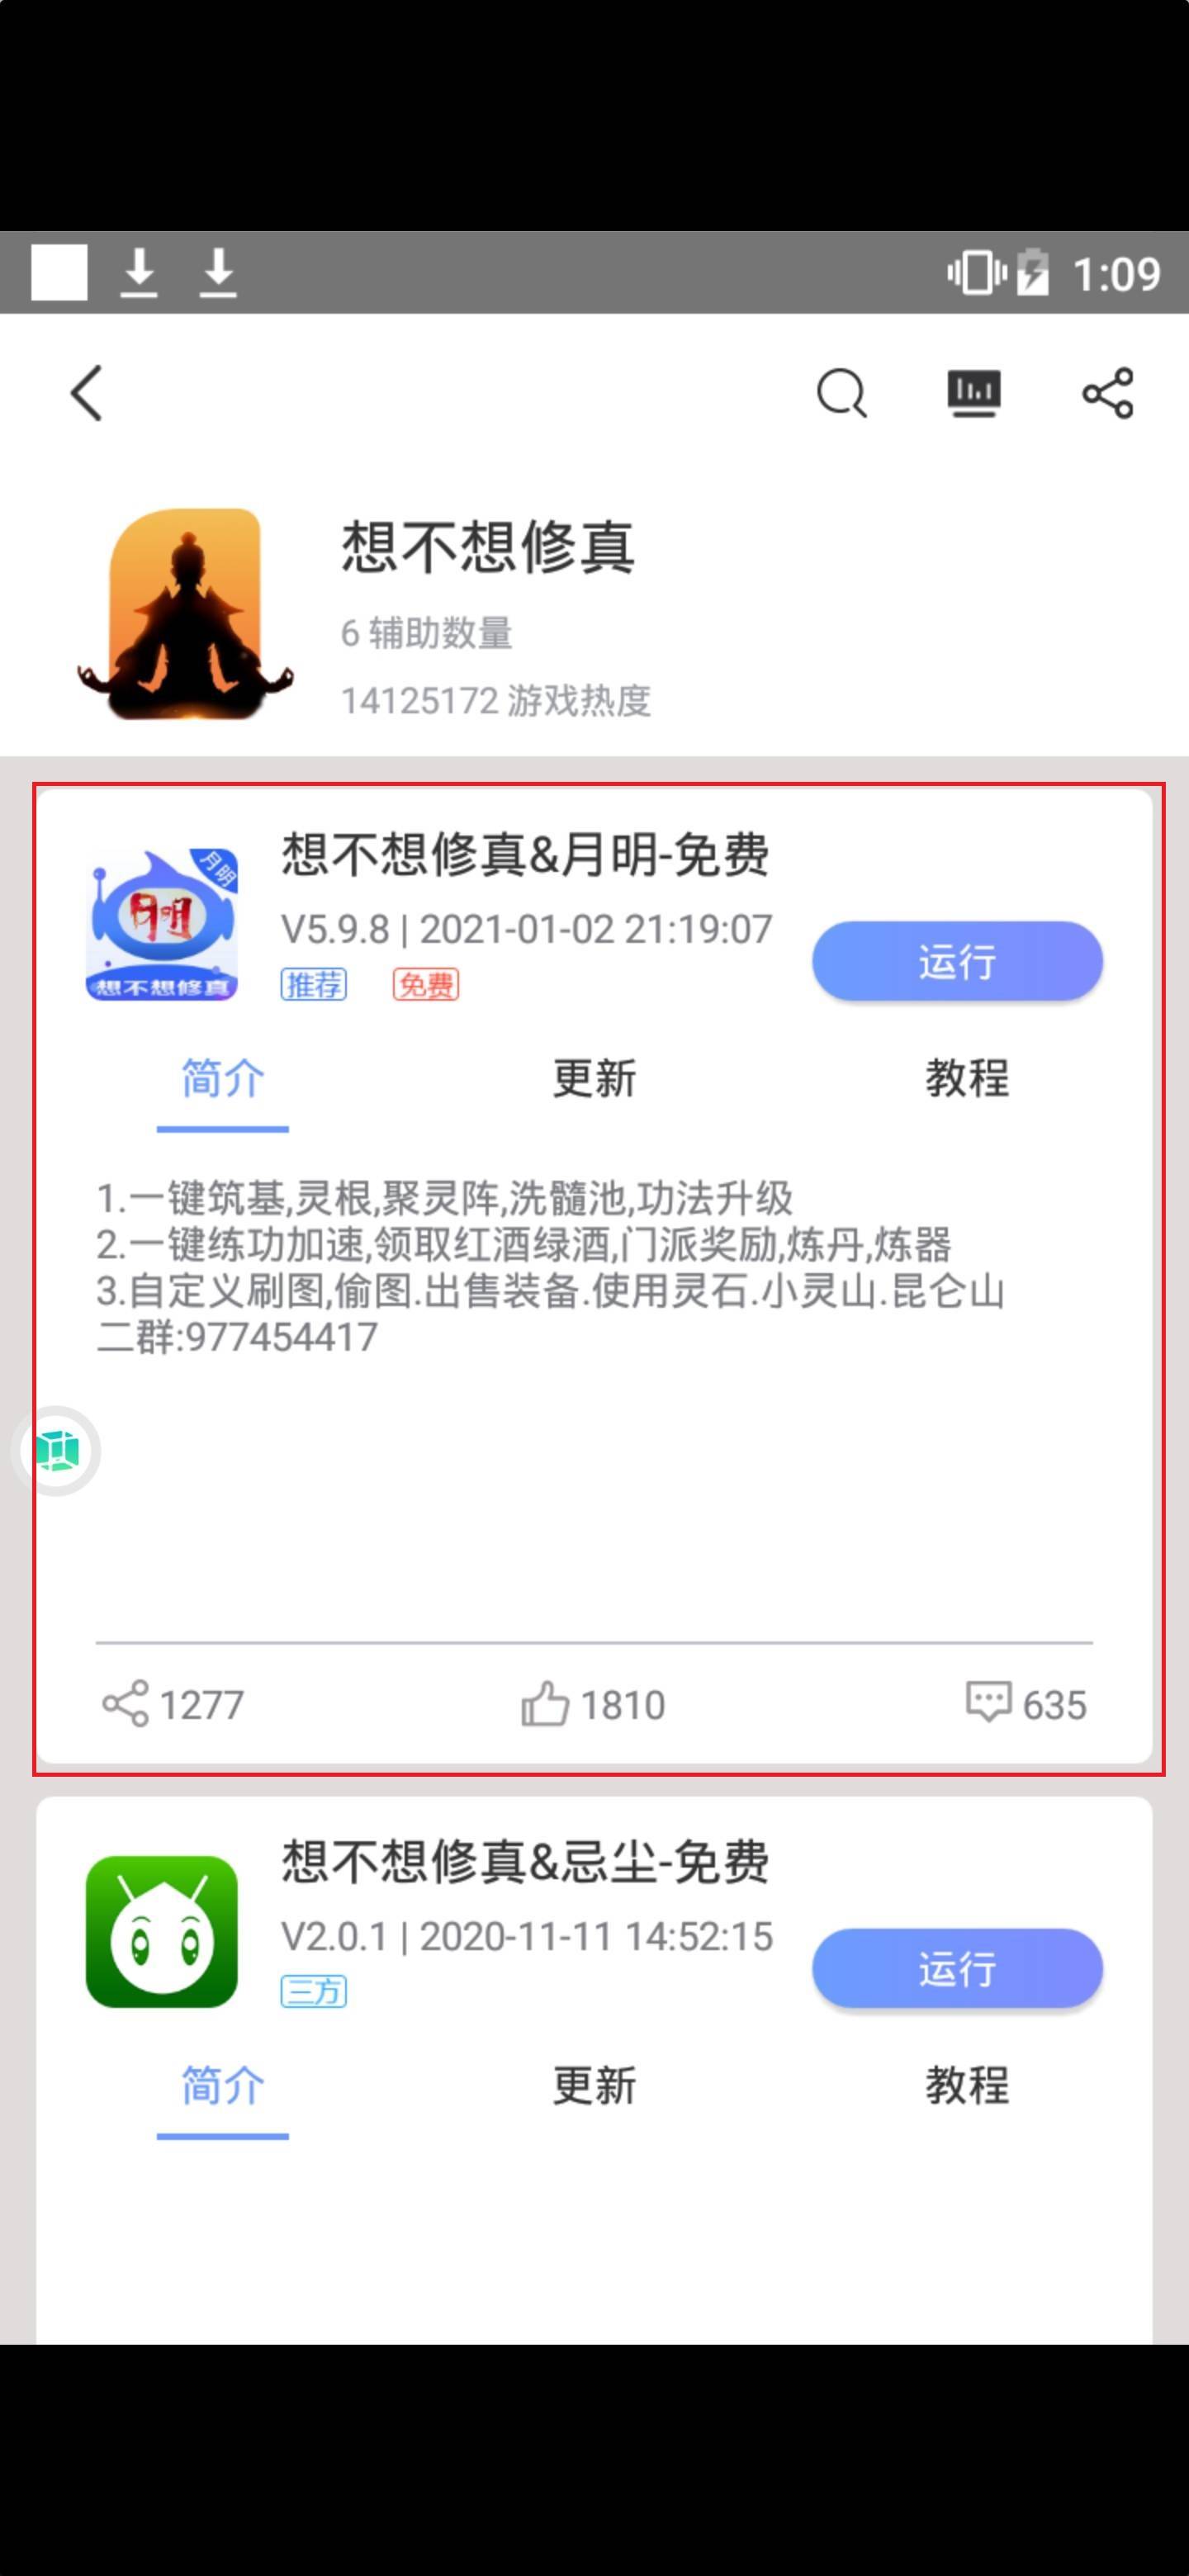 1:09
想不想修真
6 辅助数量
14125172 游戏热度
月明
月明
想不想修真
想不想修真&月明-免费
V5.9.8 | 2021-01-02 21:19:07
推荐 免费
运行
简介 更新 教程
1.一键筑基,灵根,聚灵阵,洗髓池,功法升级
2.一键练功加速,领取红酒绿酒,门派奖励,炼丹,炼器
3.自定义刷图,偷图.出售装备.使用灵石.小灵山.昆仑山
二群:977454417
1277 1810 635
想不想修真&忌尘-免费
V2.0.1 | 2020-11-11 14:52:15
三方
运行
简介 更新 教程